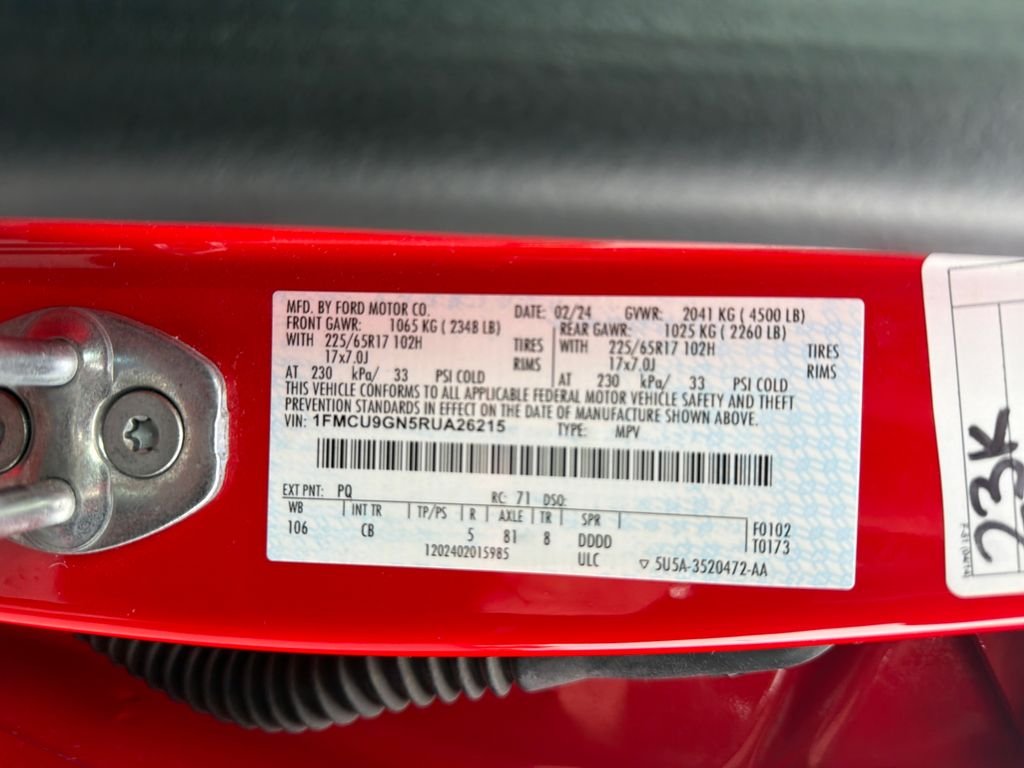 MFD. BY FORD MOTOR CO. DATE: 02/24 GVWR: 2041 KG ( 4500 LB)
FRONT GAWR: 1065 KG ( 2348 LB) REAR GAWR: 1025 KG ( 2260 LB)
WITH 225/65R17 102H TIRES WITH 225/65R17 102H TIRES
17x7.0J RIMS 17x7.0J RIMS
AT 230 kPa/ 33 PSI COLD AT 230 kPa/ 33 PSI COLD
THIS VEHICLE CONFORMS TO ALL APPLICABLE FEDERAL MOTOR VEHICLE SAFETY AND THEFT
PREVENTION STANDARDS IN EFFECT ON THE DATE OF MANUFACTURE SHOWN ABOVE.
VIN: 1FMCU9GN5RUA26215 TYPE: MPV
EXT PNT: PQ RC: 71 DSO:
WB INT TR TP/PS R AXLE TR SPR F0102
106 CB 5 81 8 DDDD T0173
1202402015985 ULC ▽ 5U5A-3520472-AA
23K